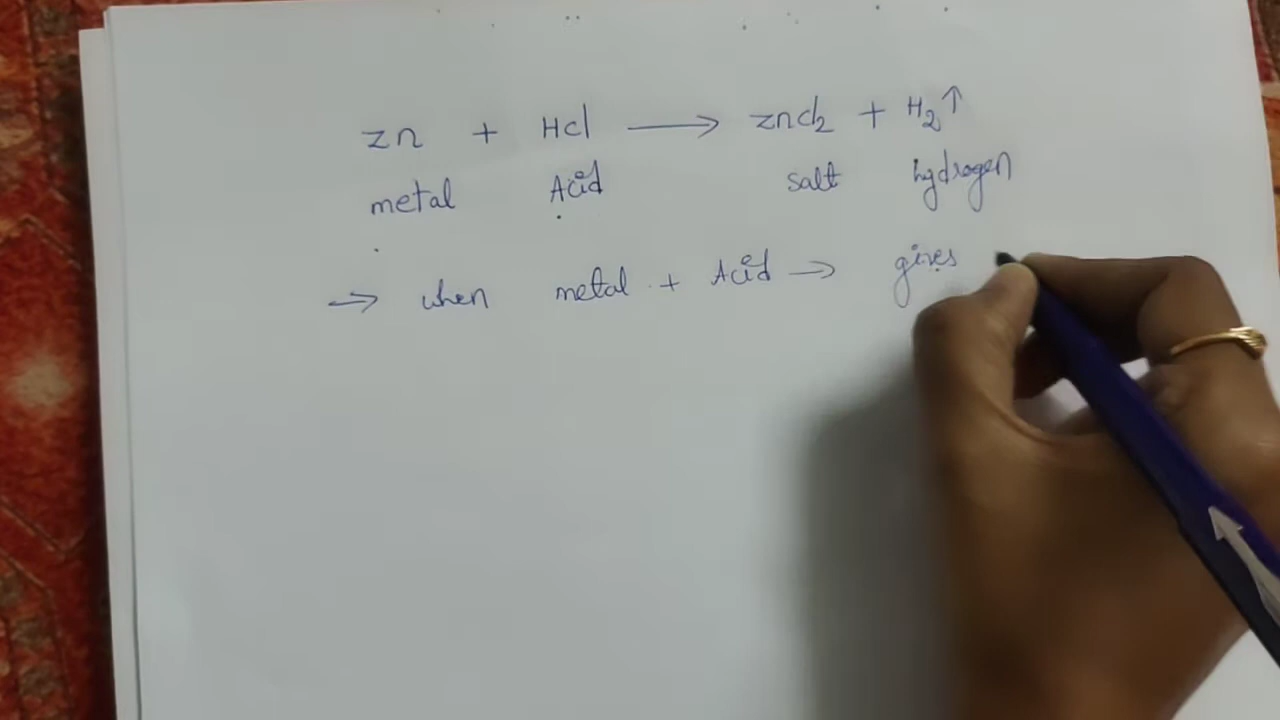 zn + Hcl ⟶ zncl₂ + H₂↑
metal Acid salt hydrogen
⇒ when metal + Acid → gives